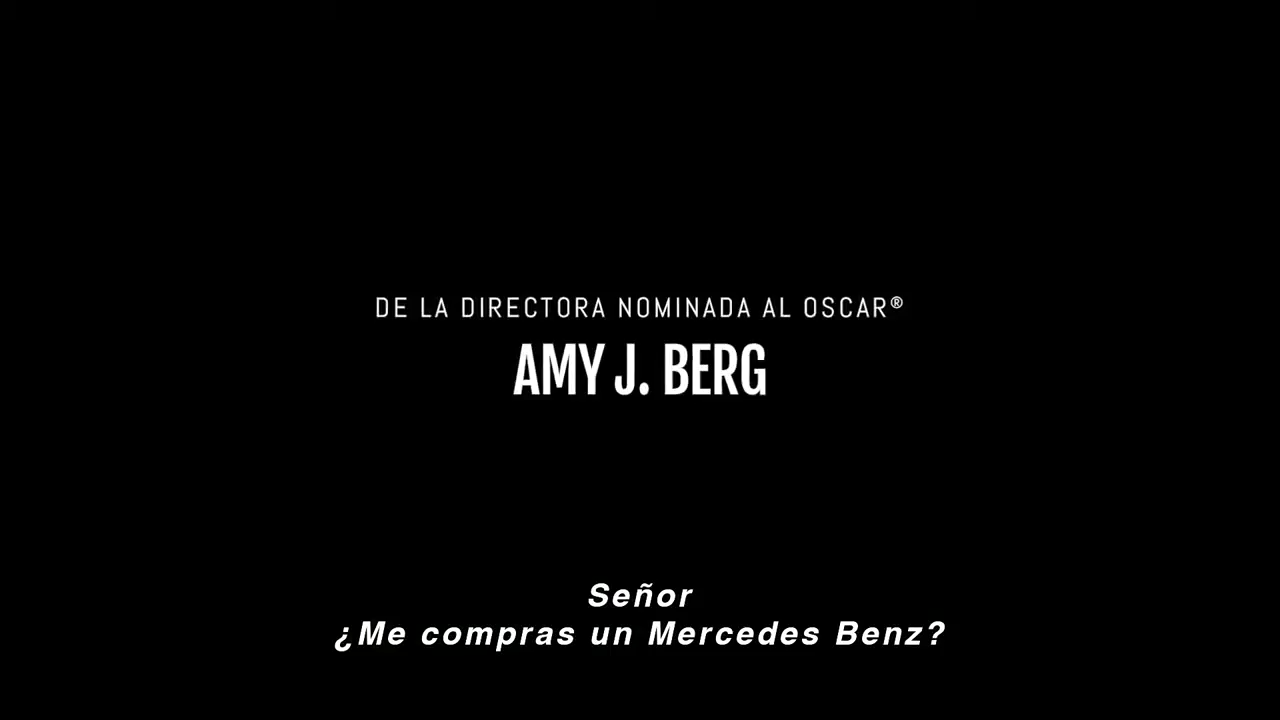 DE LA DIRECTORA NOMINADA AL OSCAR®
AMY J. BERG
Señor
¿Me compras un Mercedes Benz?